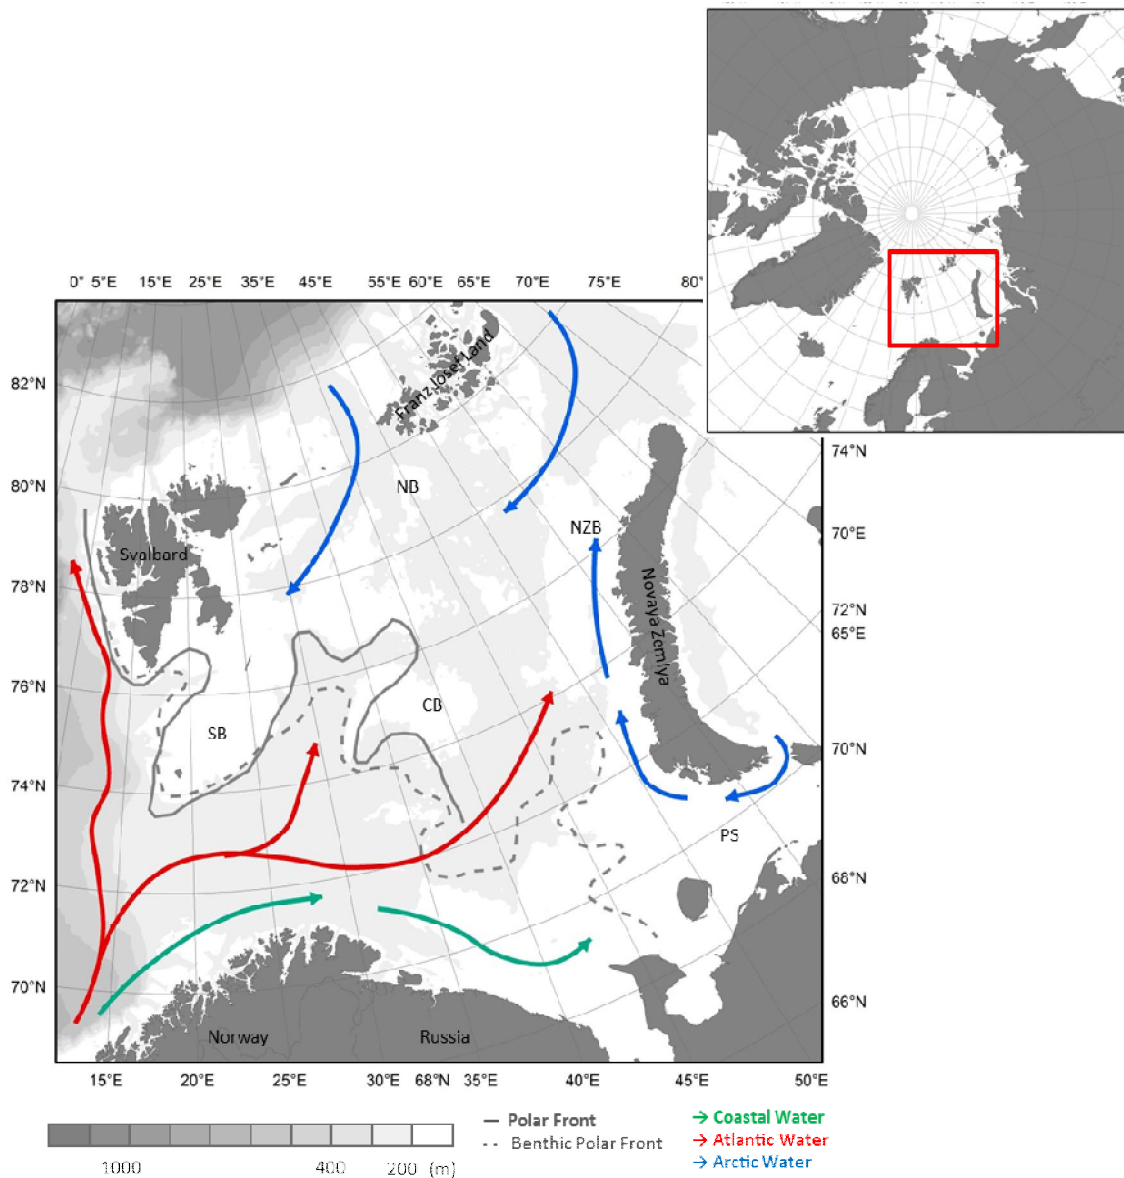 0° 5°E 15°E 25°E 35°E 45°E 55°E 60°E 70°E 75°E 80°
82°N
80°N
78°N
76°N
74°N
72°N
70°N
74°N
70°E
72°N
65°E
70°N
68°N
66°N
Franz Josef Land
NB
NZB
Svalbard
Novaya Zemlya
CB
SB
PS
Norway Russia
15°E 20°E 25°E 30°E 68°N 35°E 40°E 45°E 50°E
1000 400 200 (m)
Polar Front
Benthic Polar Front
Coastal Water
Atlantic Water
Arctic Water